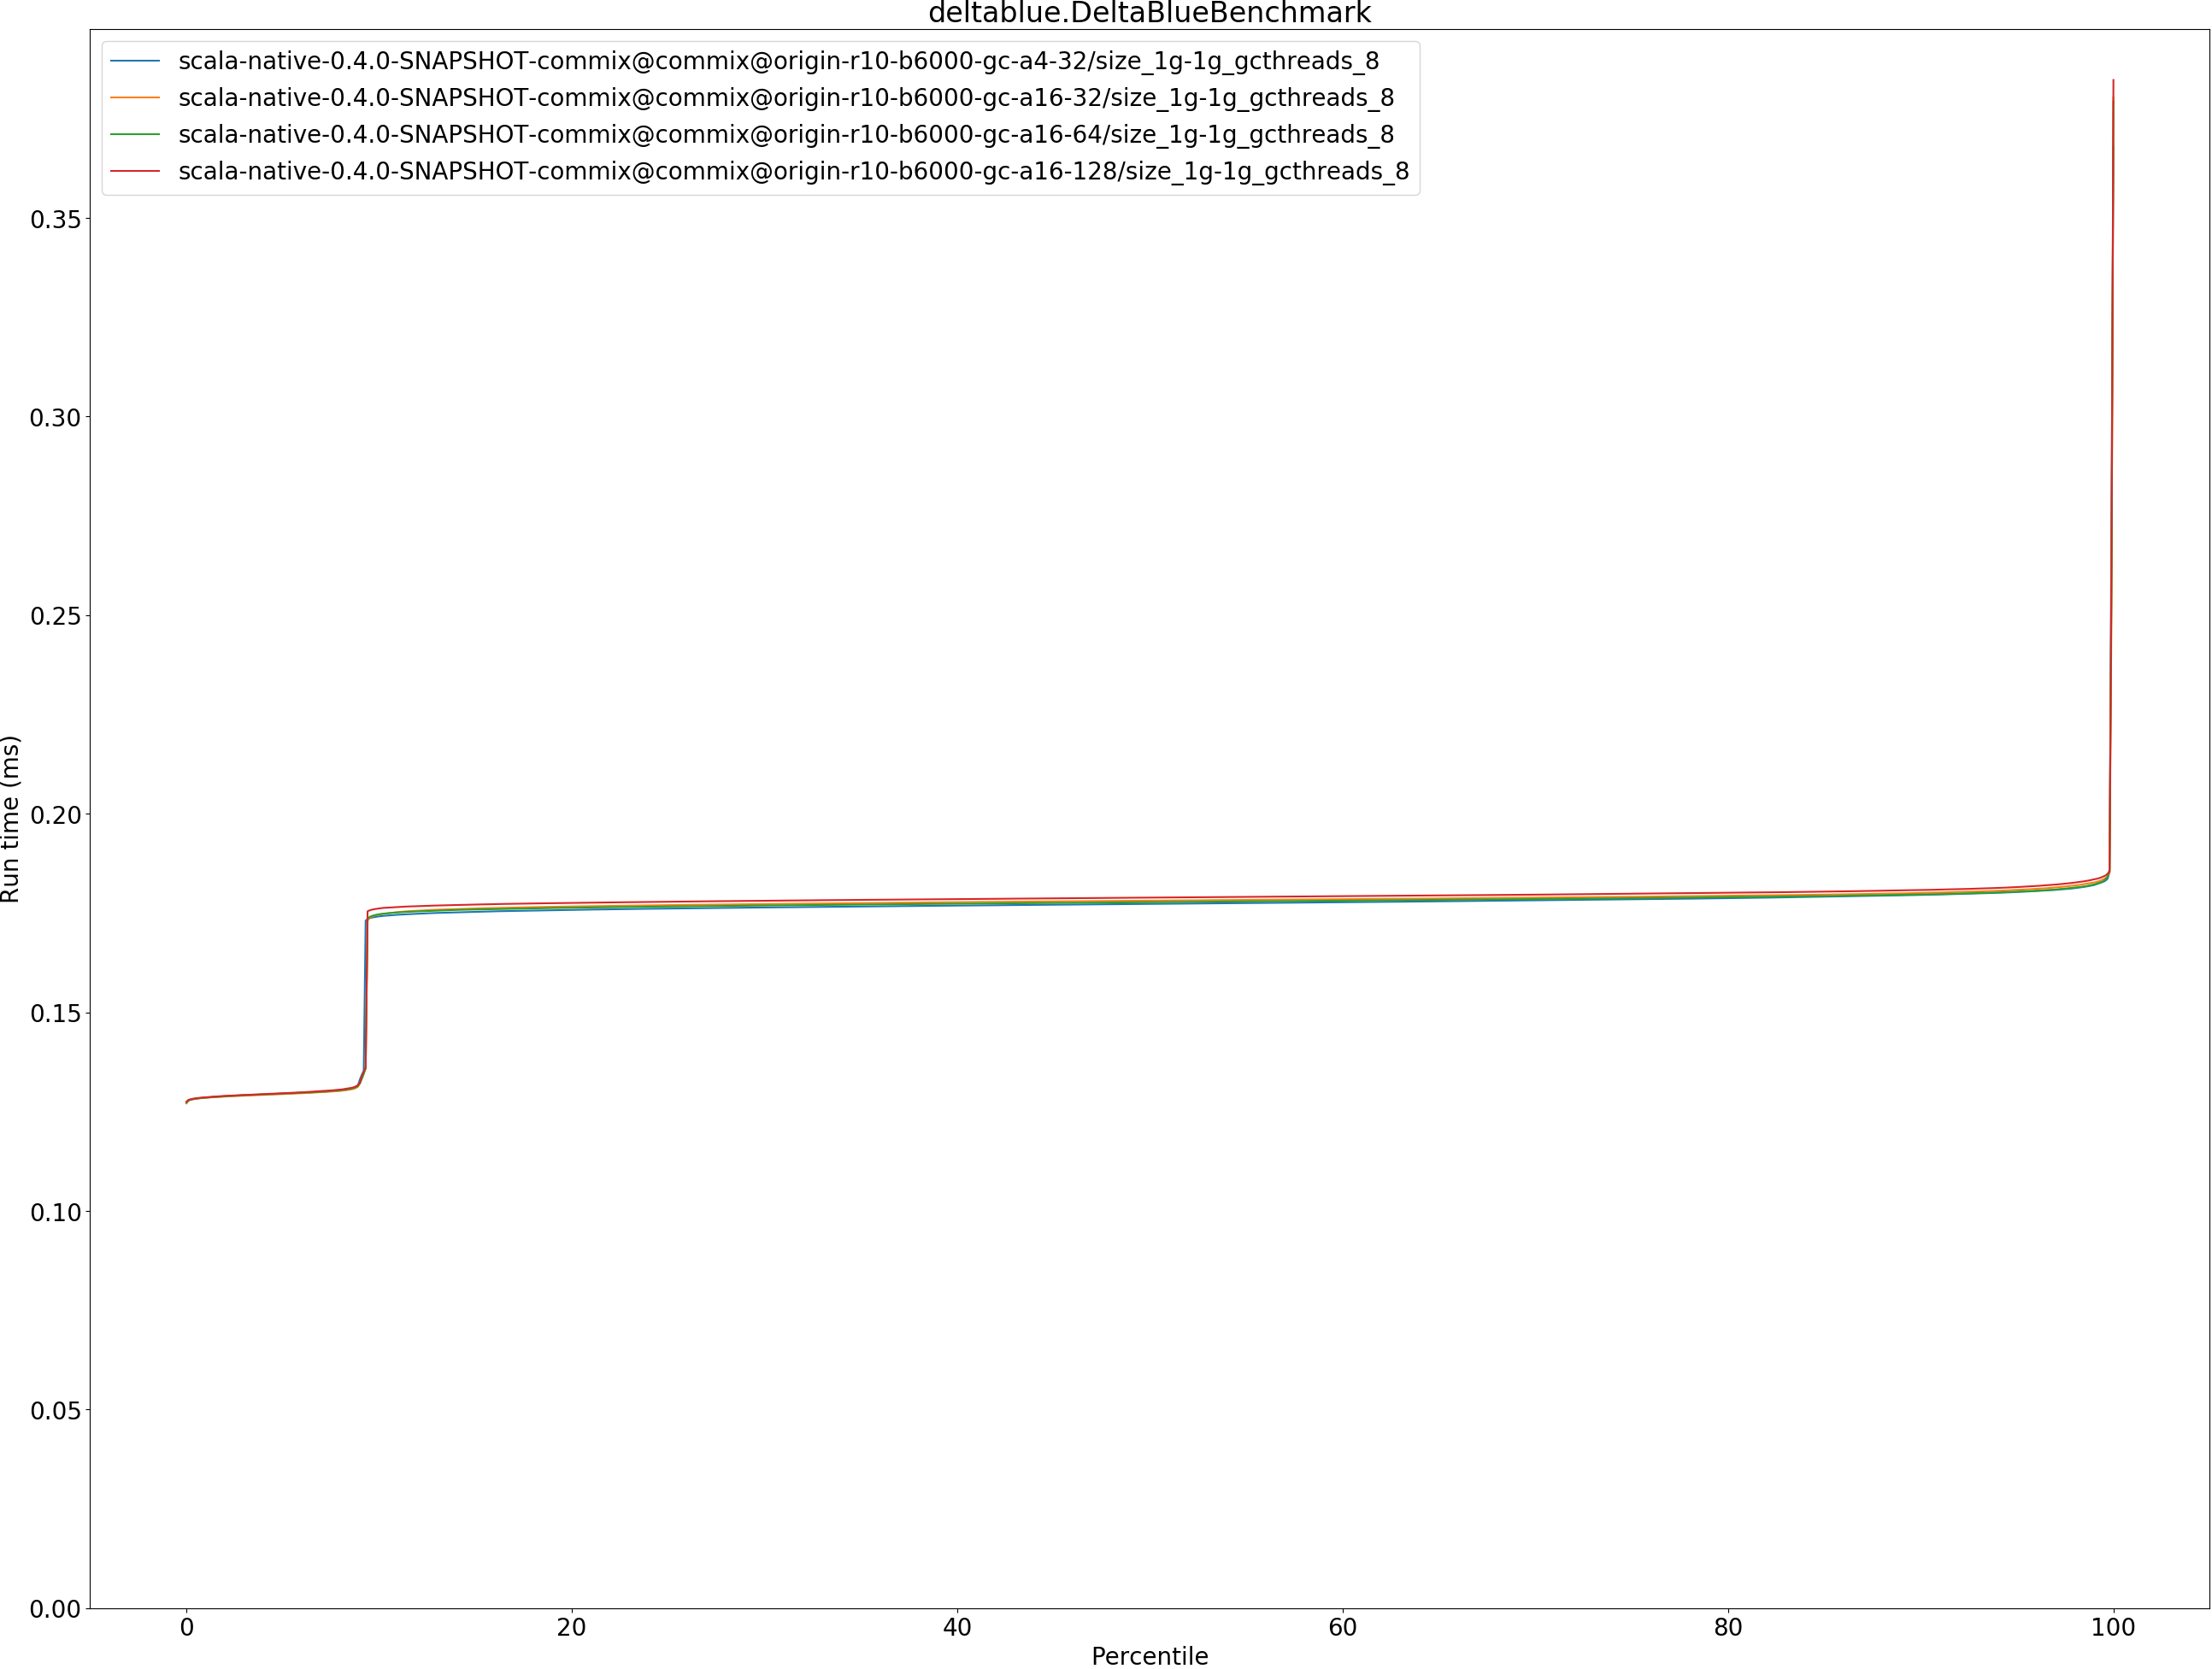 deltablue.DeltaBlueBenchmark
scala-native-0.4.0-SNAPSHOT-commix@commix@origin-r10-b6000-gc-a4-32/size_1g-1g_gcthreads_8
scala-native-0.4.0-SNAPSHOT-commix@commix@origin-r10-b6000-gc-a16-32/size_1g-1g_gcthreads_8
scala-native-0.4.0-SNAPSHOT-commix@commix@origin-r10-b6000-gc-a16-64/size_1g-1g_gcthreads_8
scala-native-0.4.0-SNAPSHOT-commix@commix@origin-r10-b6000-gc-a16-128/size_1g-1g_gcthreads_8
0.35
0.30
0.25
0.20
0.15
0.10
0.05
0.00
Run time (ms)
0 20 40 60 80 100
Percentile